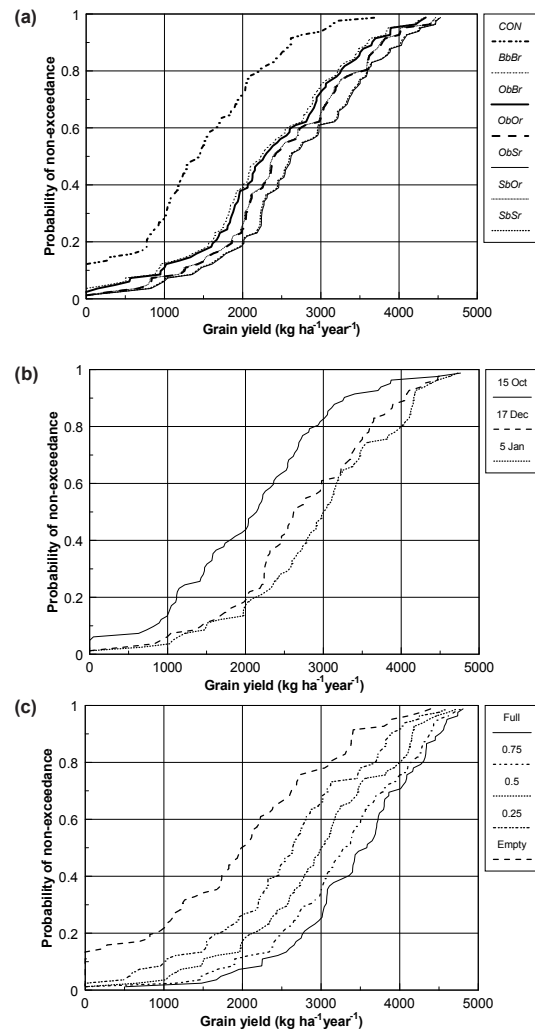 (a)
Probability of non-exceedance
1
0.8
0.6
0.4
0.2
0
0 1000 2000 3000 4000 5000
Grain yield (kg ha-1year-1)
CON
BbBr
ObBr
ObOr
ObSr
SbOr
SbSr
(b)
Probability of non-exceedance
1
0.8
0.6
0.4
0.2
0
0 1000 2000 3000 4000 5000
Grain yield (kg ha-1year-1)
15 Oct
17 Dec
5 Jan
(c)
Probability of non-exceedance
1
0.8
0.6
0.4
0.2
0
0 1000 2000 3000 4000 5000
Grain yield (kg ha-1year-1)
Full
0.75
0.5
0.25
Empty